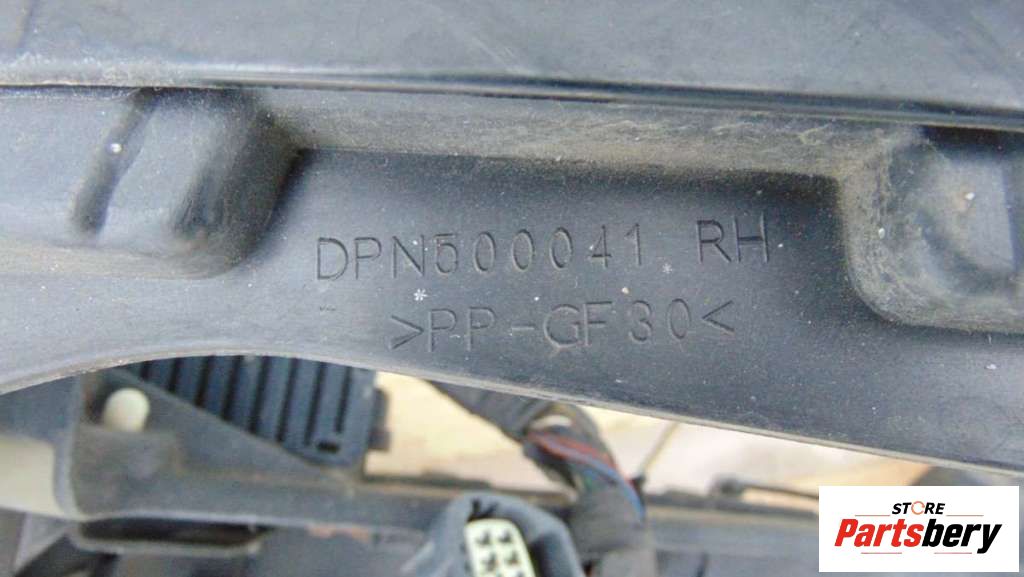 DPN500041 RH
>PP-GF30<
STORE
Partsbery